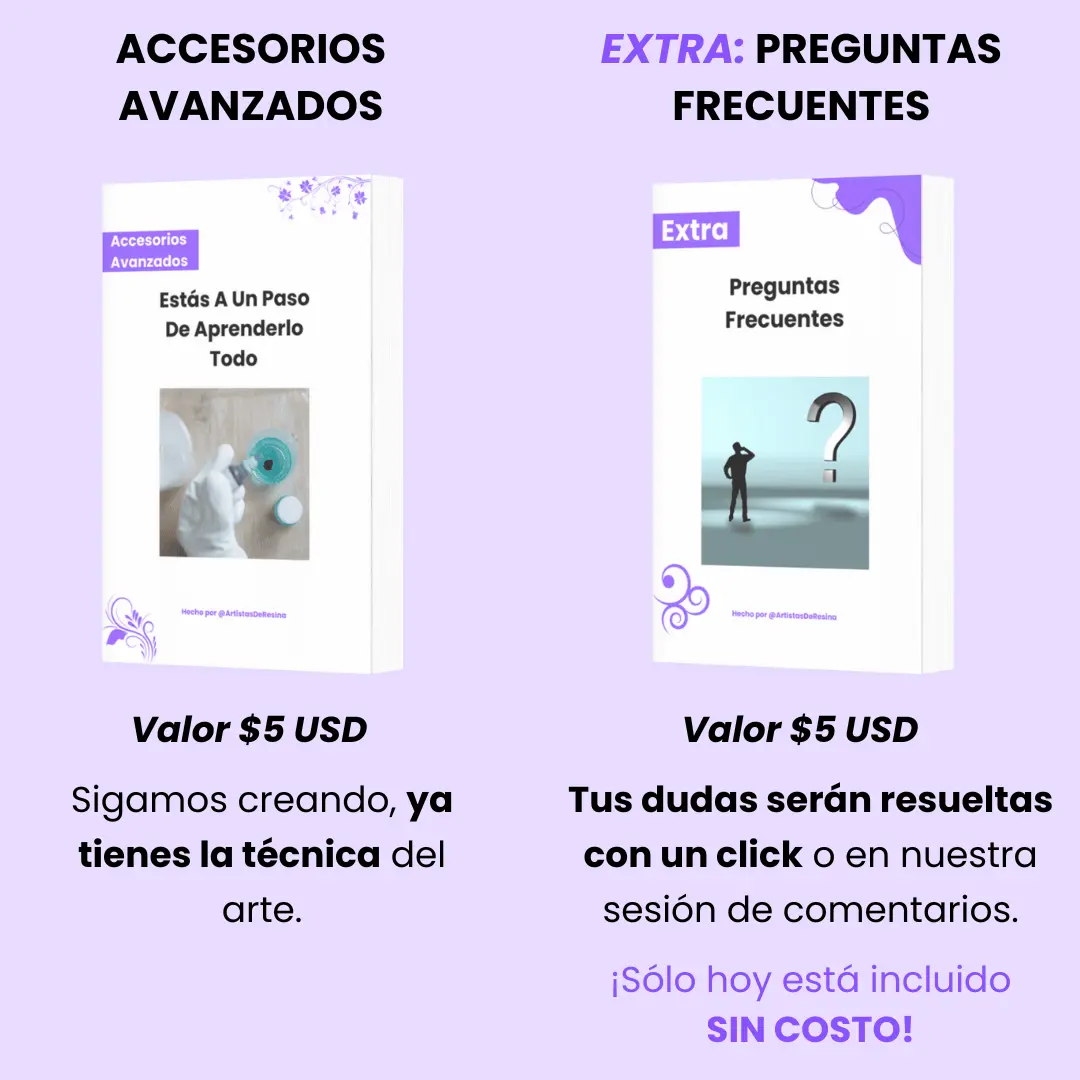 ACCESORIOS
AVANZADOS
Accesorios
Avanzados
Estás A Un Paso
De Aprenderlo
Todo
Hecho por @ArtistasDeResina
Valor $5 USD
Sigamos creando, ya
tienes la técnica del
arte.
EXTRA: PREGUNTAS
FRECUENTES
Extra
Preguntas
Frecuentes
?
Hecho por @ArtistasDeResina
Valor $5 USD
Tus dudas serán resueltas
con un click o en nuestra
sesión de comentarios.
¡Sólo hoy está incluido
SIN COSTO!